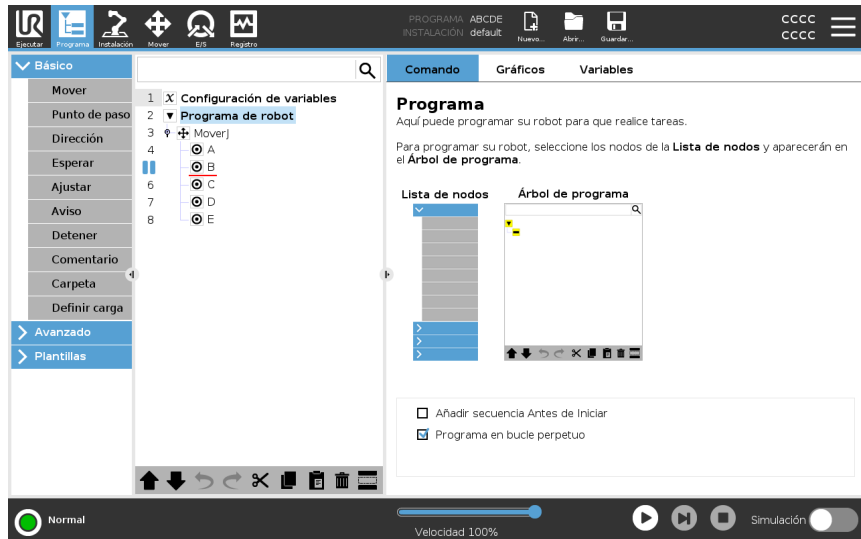 UR
Ejecutar
Programa
Instalación
Mover
E/S
Registro
PROGRAMA ABCDE
INSTALACIÓN default
Nuevo...
Abrir...
Guardar...
cccc
cccc
Básico
Mover
Punto de paso
Dirección
Esperar
Ajustar
Aviso
Detener
Comentario
Carpeta
Definir carga
Avanzado
Plantillas
1 X Configuración de variables
2 Programa de robot
3 MoverJ
4 A
B
6 C
7 D
8 E
Comando Gráficos Variables
Programa
Aquí puede programar su robot para que realice tareas.
Para programar su robot, seleccione los nodos de la Lista de nodos y aparecerán en
el Árbol de programa.
Lista de nodos Árbol de programa
Añadir secuencia Antes de Iniciar
Programa en bucle perpetuo
Normal
Velocidad 100%
Simulación